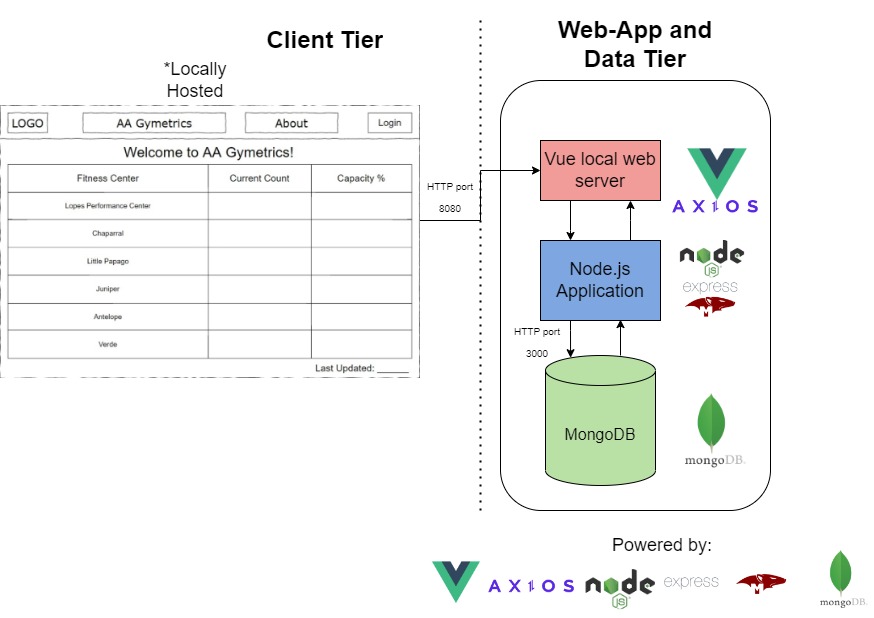 Client Tier
*Locally
Hosted
LOGO
AA Gymetrics
About
Login
Welcome to AA Gymetrics!
Fitness Center
Current Count
Capacity %
Lopes Performance Center
Chaparral
Little Papago
Juniper
Antelope
Verde
Last Updated: ______
HTTP port
8080
Web-App and
Data Tier
Vue local web
server
AXIOS
Node.js
Application
node
JS
express
M
HTTP port
3000
MongoDB
mongoDB.
Powered by:
AXIOS
node
JS
express
M
mongoDB.